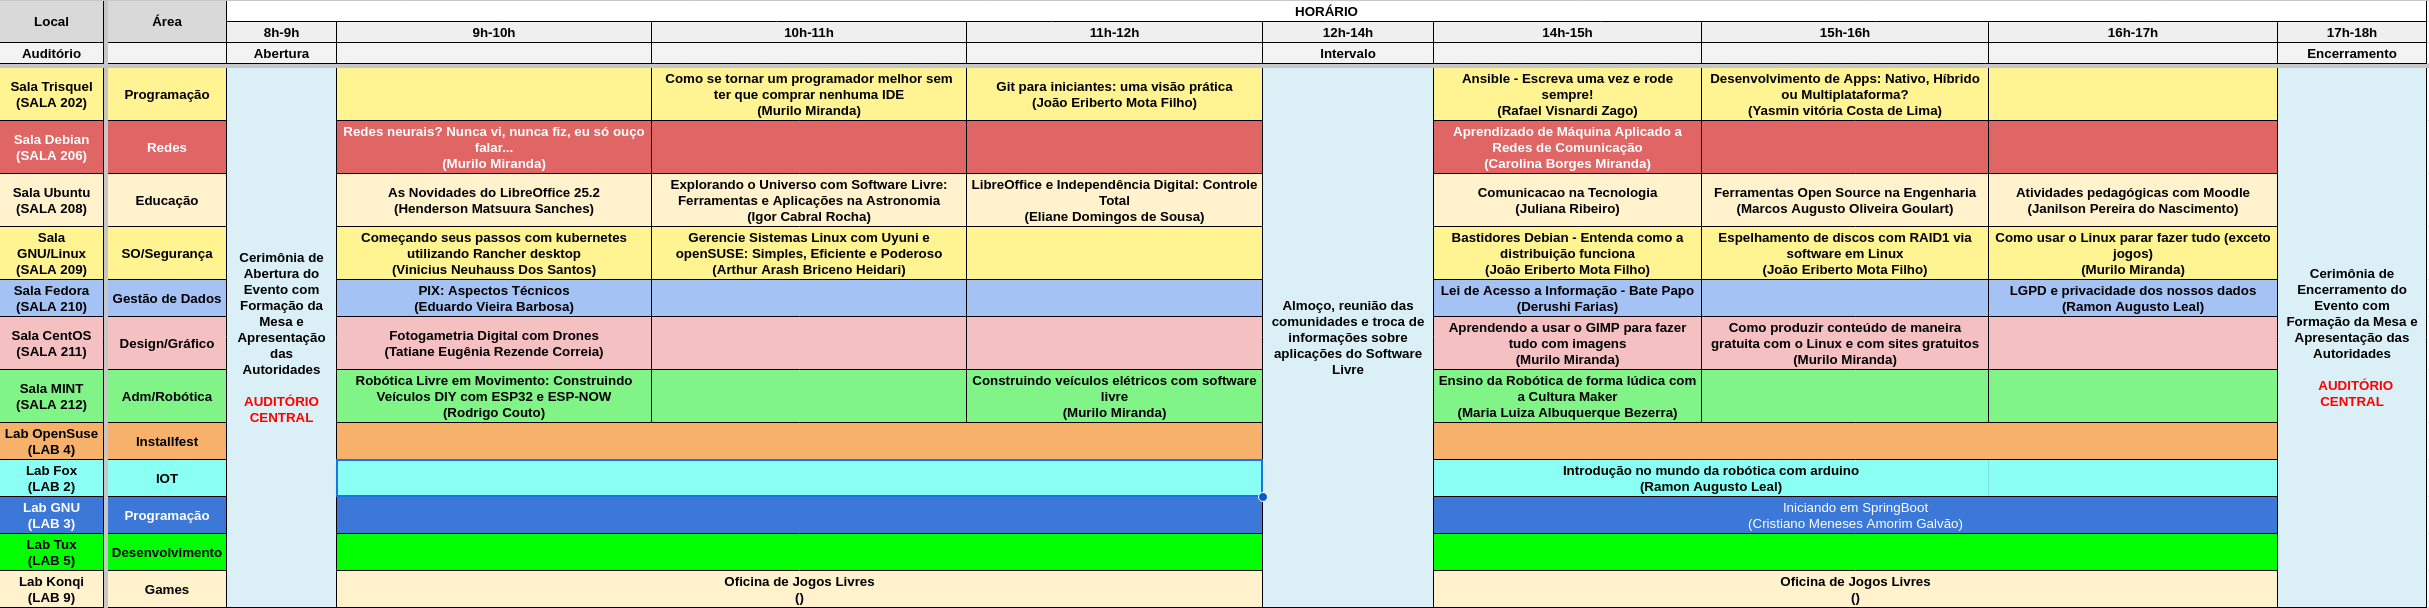 Local
Área
HORÁRIO
8h-9h
9h-10h
10h-11h
11h-12h
12h-14h
14h-15h
15h-16h
16h-17h
17h-18h
Auditório
Abertura
Intervalo
Encerramento
Sala Trisquel
(SALA 202)
Programação
Como se tornar um programador melhor sem
ter que comprar nenhuma IDE
(Murilo Miranda)
Git para iniciantes: uma visão prática
(João Eriberto Mota Filho)
Ansible - Escreva uma vez e rode
sempre!
(Rafael Visnardi Zago)
Desenvolvimento de Apps: Nativo, Híbrido
ou Multiplataforma?
(Yasmin vitória Costa de Lima)
Sala Debian
(SALA 206)
Redes
Redes neurais? Nunca vi, nunca fiz, eu só ouço
falar...
(Murilo Miranda)
Aprendizado de Máquina Aplicado a
Redes de Comunicação
(Carolina Borges Miranda)
Sala Ubuntu
(SALA 208)
Educação
As Novidades do LibreOffice 25.2
(Henderson Matsuura Sanches)
Explorando o Universo com Software Livre:
Ferramentas e Aplicações na Astronomia
(Igor Cabral Rocha)
LibreOffice e Independência Digital: Controle
Total
(Eliane Domingos de Sousa)
Comunicacao na Tecnologia
(Juliana Ribeiro)
Ferramentas Open Source na Engenharia
(Marcos Augusto Oliveira Goulart)
Atividades pedagógicas com Moodle
(Janilson Pereira do Nascimento)
Sala
GNU/Linux
(SALA 209)
SO/Segurança
Começando seus passos com kubernetes
utilizando Rancher desktop
(Vinicius Neuhauss Dos Santos)
Gerencie Sistemas Linux com Uyuni e
openSUSE: Simples, Eficiente e Poderoso
(Arthur Arash Briceno Heidari)
Bastidores Debian - Entenda como a
distribuição funciona
(João Eriberto Mota Filho)
Espelhamento de discos com RAID1 via
software em Linux
(João Eriberto Mota Filho)
Como usar o Linux parar fazer tudo (exceto
jogos)
(Murilo Miranda)
Sala Fedora
(SALA 210)
Gestão de Dados
PIX: Aspectos Técnicos
(Eduardo Vieira Barbosa)
Lei de Acesso a Informação - Bate Papo
(Derushi Farias)
LGPD e privacidade dos nossos dados
(Ramon Augusto Leal)
Sala CentOS
(SALA 211)
Design/Gráfico
Fotogametria Digital com Drones
(Tatiane Eugênia Rezende Correia)
Aprendendo a usar o GIMP para fazer
tudo com imagens
(Murilo Miranda)
Como produzir conteúdo de maneira
gratuita com o Linux e com sites gratuitos
(Murilo Miranda)
Sala MINT
(SALA 212)
Adm/Robótica
Robótica Livre em Movimento: Construindo
Veículos DIY com ESP32 e ESP-NOW
(Rodrigo Couto)
Construindo veículos elétricos com software
livre
(Murilo Miranda)
Ensino da Robótica de forma lúdica com
a Cultura Maker
(Maria Luiza Albuquerque Bezerra)
Lab OpenSuse
(LAB 4)
Installfest
Lab Fox
(LAB 2)
IOT
Introdução no mundo da robótica com arduino
(Ramon Augusto Leal)
Lab GNU
(LAB 3)
Programação
Iniciando em SpringBoot
(Cristiano Meneses Amorim Galvão)
Lab Tux
(LAB 5)
Desenvolvimento
Lab Konqi
(LAB 9)
Games
Oficina de Jogos Livres
()
Oficina de Jogos Livres
()
Cerimônia de
Abertura do
Evento com
Formação da
Mesa e
Apresentação
das
Autoridades
AUDITÓRIO
CENTRAL
Almoço, reunião das
comunidades e troca de
informações sobre
aplicações do Software
Livre
Cerimônia de
Encerramento do
Evento com
Formação da Mesa e
Apresentação das
Autoridades
AUDITÓRIO
CENTRAL